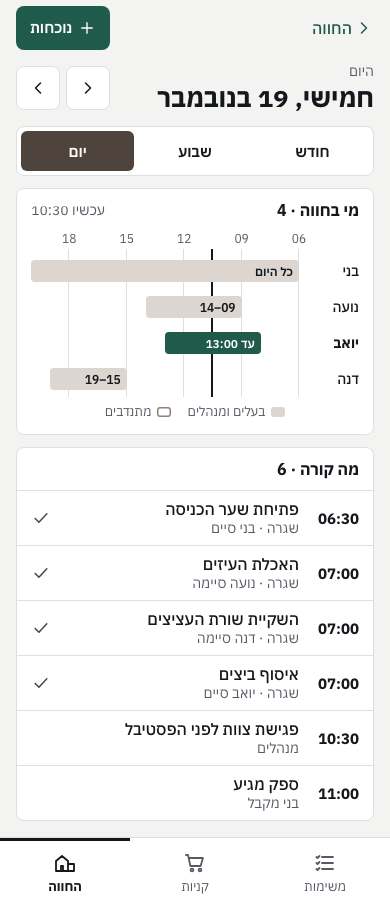 החווה
נוכחות
היום
חמישי, 19 בנובמבר
חודש
שבוע
יום
מי בחווה · 4
עכשיו 10:30
06 09 12 15 18
בני כל היום
נועה 09–14
יואב עד 13:00
דנה 15–19
בעלים ומנהלים
מתנדבים
מה קורה · 6
06:30 פתיחת שער הכניסה
שגרה · בני סיים
07:00 האכלת העיזים
שגרה · נועה סיימה
07:00 השקיית שורת העציצים
שגרה · דנה סיימה
07:00 איסוף ביצים
שגרה · יואב סיים
10:30 פגישת צוות לפני הפסטיבל
מנהלים
11:00 ספק מגיע
בני מקבל
משימות
קניות
החווה